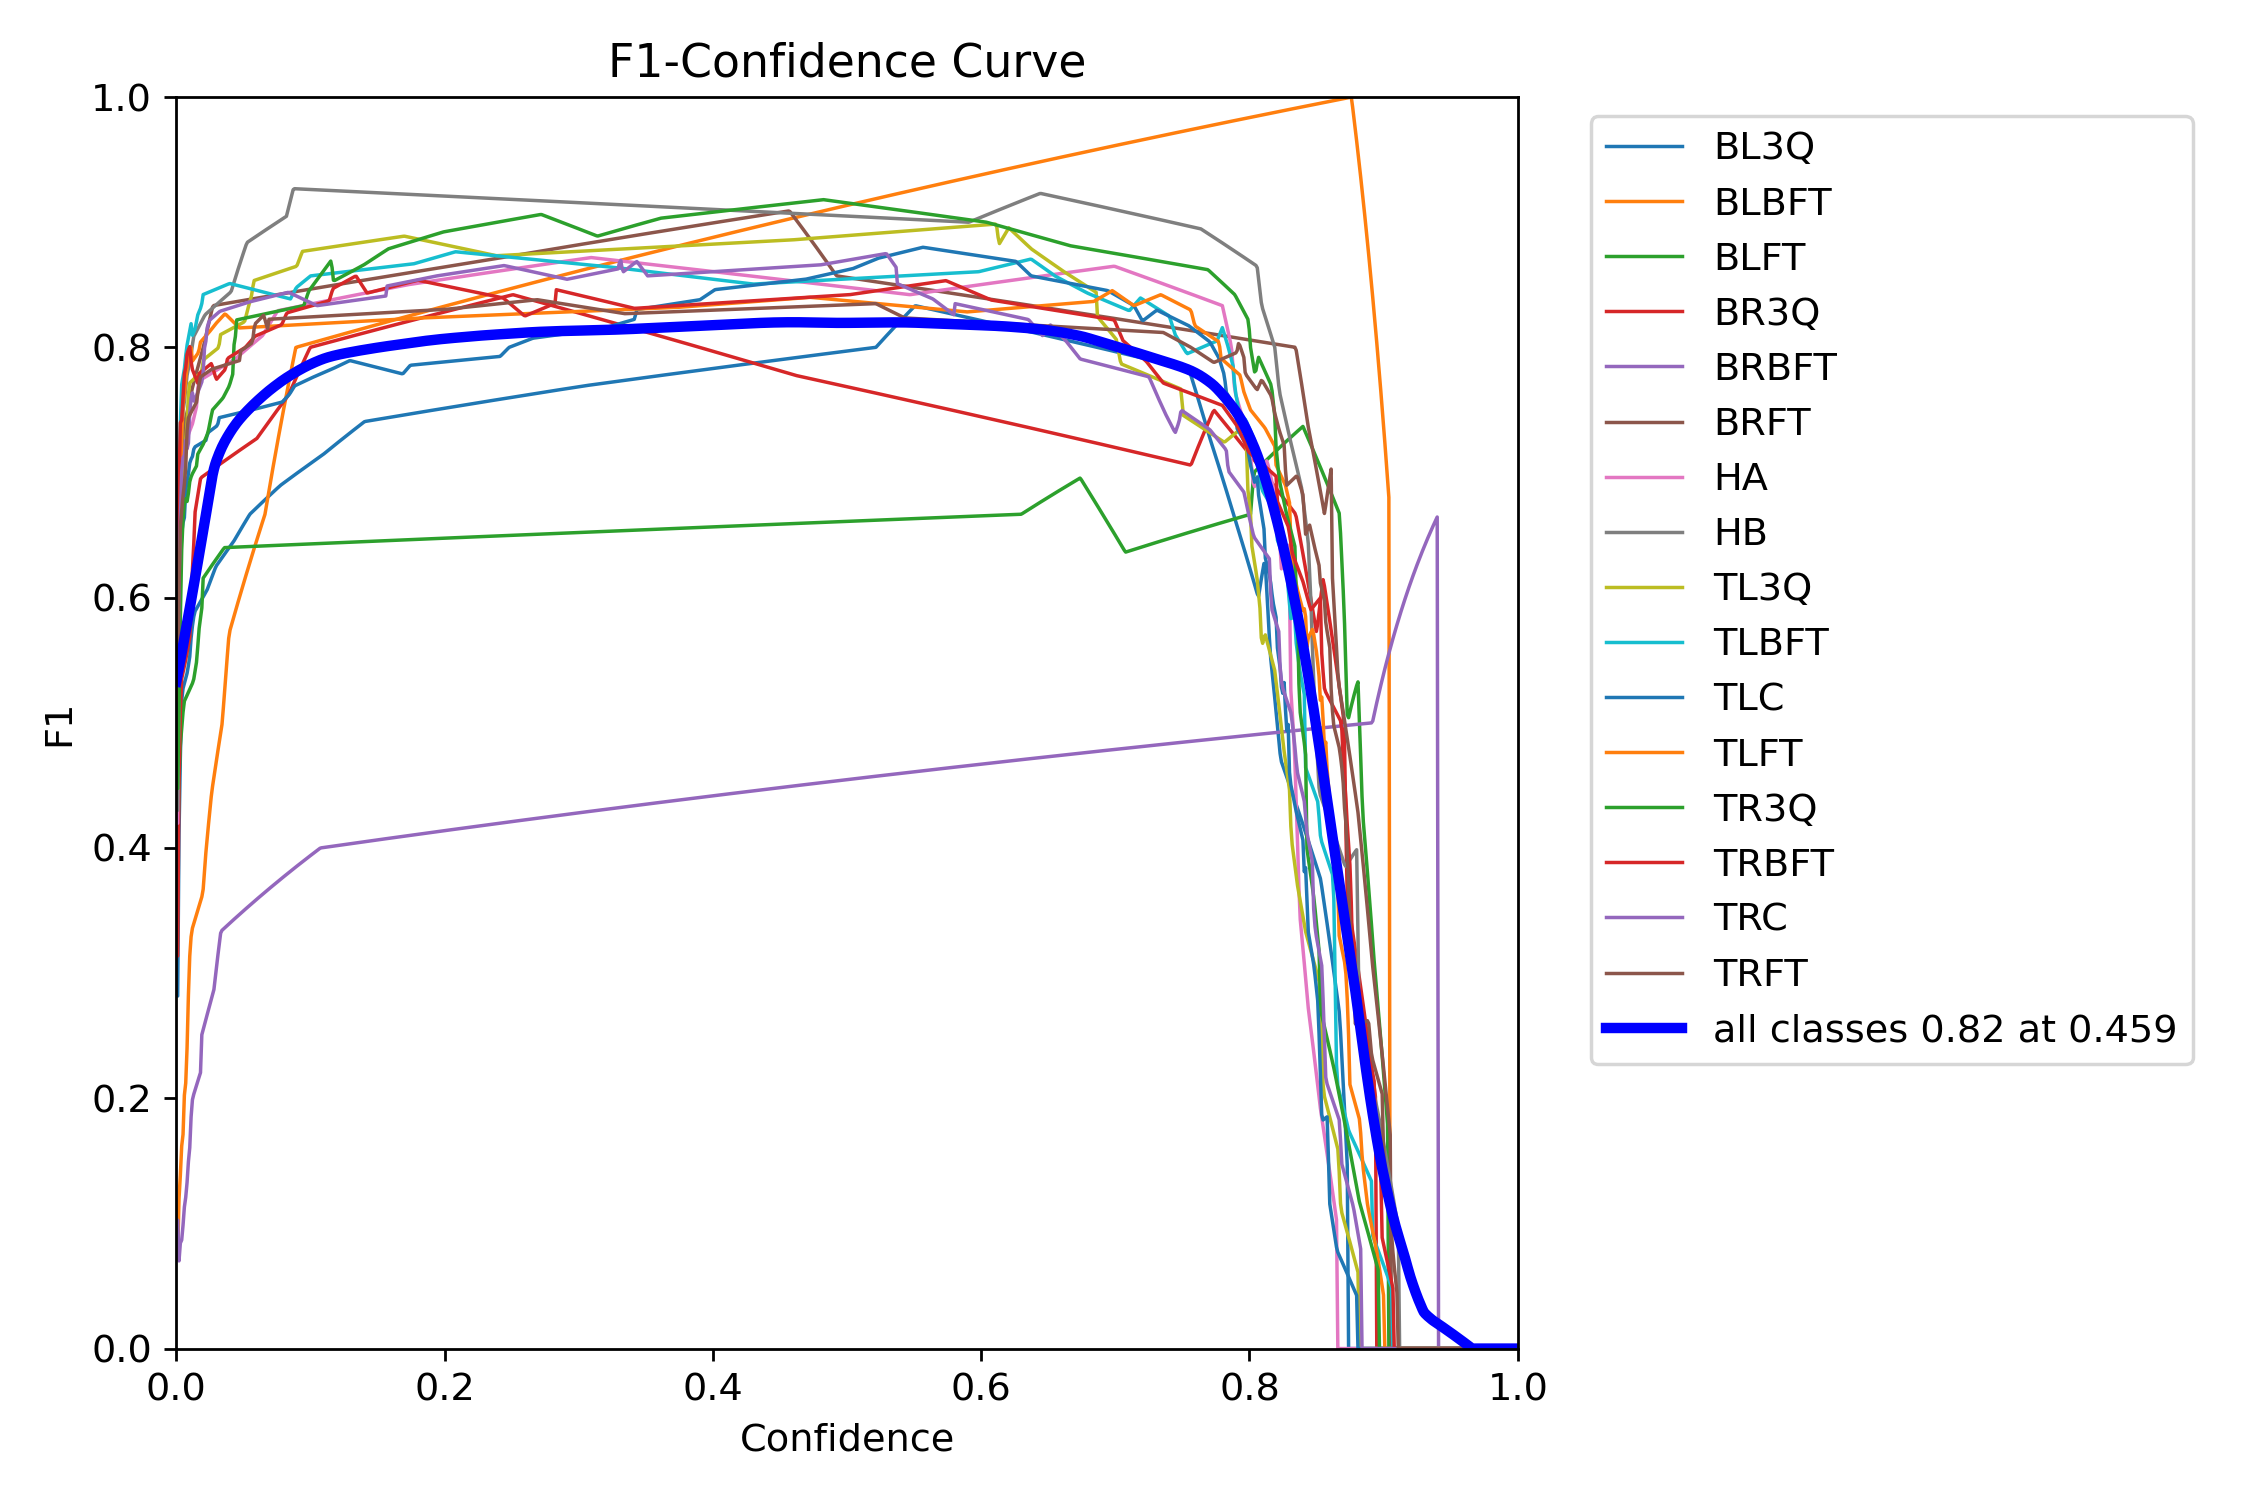 F1-Confidence Curve
1.0
0.8
0.6
0.4
0.2
0.0
F1
0.0 0.2 0.4 0.6 0.8 1.0
Confidence
BL3Q
BLBFT
BLFT
BR3Q
BRBFT
BRFT
HA
HB
TL3Q
TLBFT
TLC
TLFT
TR3Q
TRBFT
TRC
TRFT
all classes 0.82 at 0.459